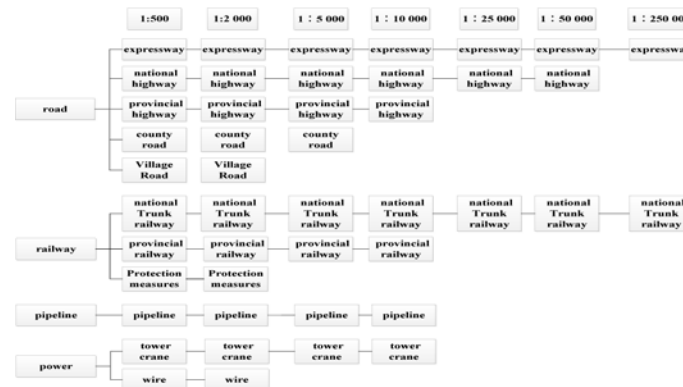 1:500 1:2 000 1：5 000 1：10 000 1：25 000 1：50 000 1：250 00
expressway expressway expressway expressway expressway expressway expressw
national highway national highway national highway national highway national highway national highway
road
provincial highway provincial highway provincial highway provincial highway
county road county road county road
Village Road Village Road
national Trunk railway national Trunk railway national Trunk railway national Trunk railway national Trunk railway national Trunk railway national Trunk railway
railway
provincial railway provincial railway provincial railway provincial railway
Protection measures Protection measures
pipeline pipeline pipeline pipeline pipeline
power
tower crane tower crane tower crane tower crane
wire wire